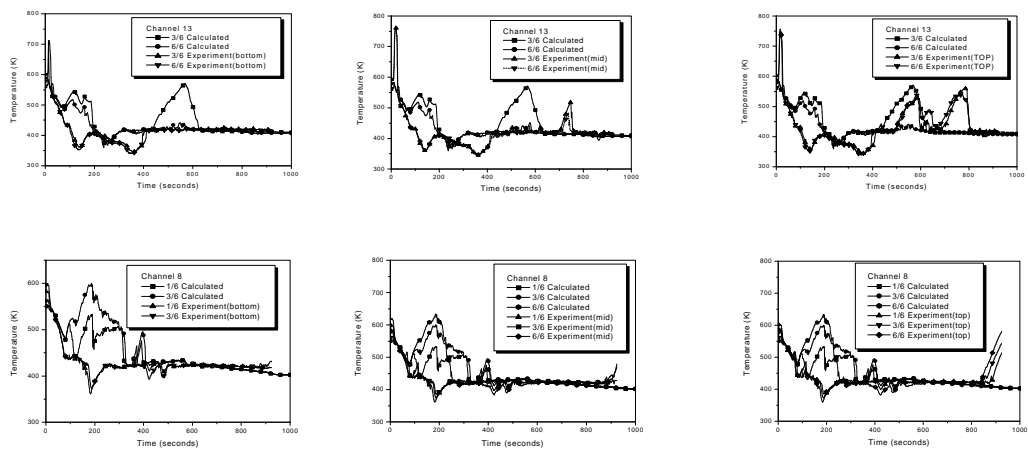 800
700
600
500
400
300
Temperature (K)
Channel 13
3/6 Calculated
6/6 Calculated
3/6 Experiment(bottom)
6/6 Experiment(bottom)
0 200 400 600 800 1000
Time (seconds)
800
700
600
500
400
300
Temperature (K)
Channel 13
3/6 Calculated
6/6 Calculated
3/6 Experiment(mid)
6/6 Experiment(mid)
0 200 400 600 800 1000
Time (seconds)
800
700
600
500
400
300
Temperature (K)
Channel 13
3/6 Calculated
6/6 Calculated
3/6 Experiment(TOP)
6/6 Experiment(TOP)
0 200 400 600 800 1000
Time (seconds)
600
500
400
300
Temperature (K)
Channel 8
1/6 Calculated
3/6 Calculated
1/6 Experiment(bottom)
3/6 Experiment(bottom)
0 200 400 600 800 1000
Time (seconds)
800
700
600
500
400
300
Temperature (K)
Channel 8
1/6 Calculated
3/6 Calculated
6/6 Calculated
1/6 Experiment(mid)
3/6 Experiment(mid)
6/6 Experiment(mid)
0 200 400 600 800 1000
Time (seconds)
800
700
600
500
400
300
Temperature (K)
Channel 8
1/6 Calculated
3/6 Calculated
6/6 Calculated
1/6 Experiment(top)
3/6 Experiment(top)
6/6 Experiment(top)
0 200 400 600 800 1000
Time (seconds)